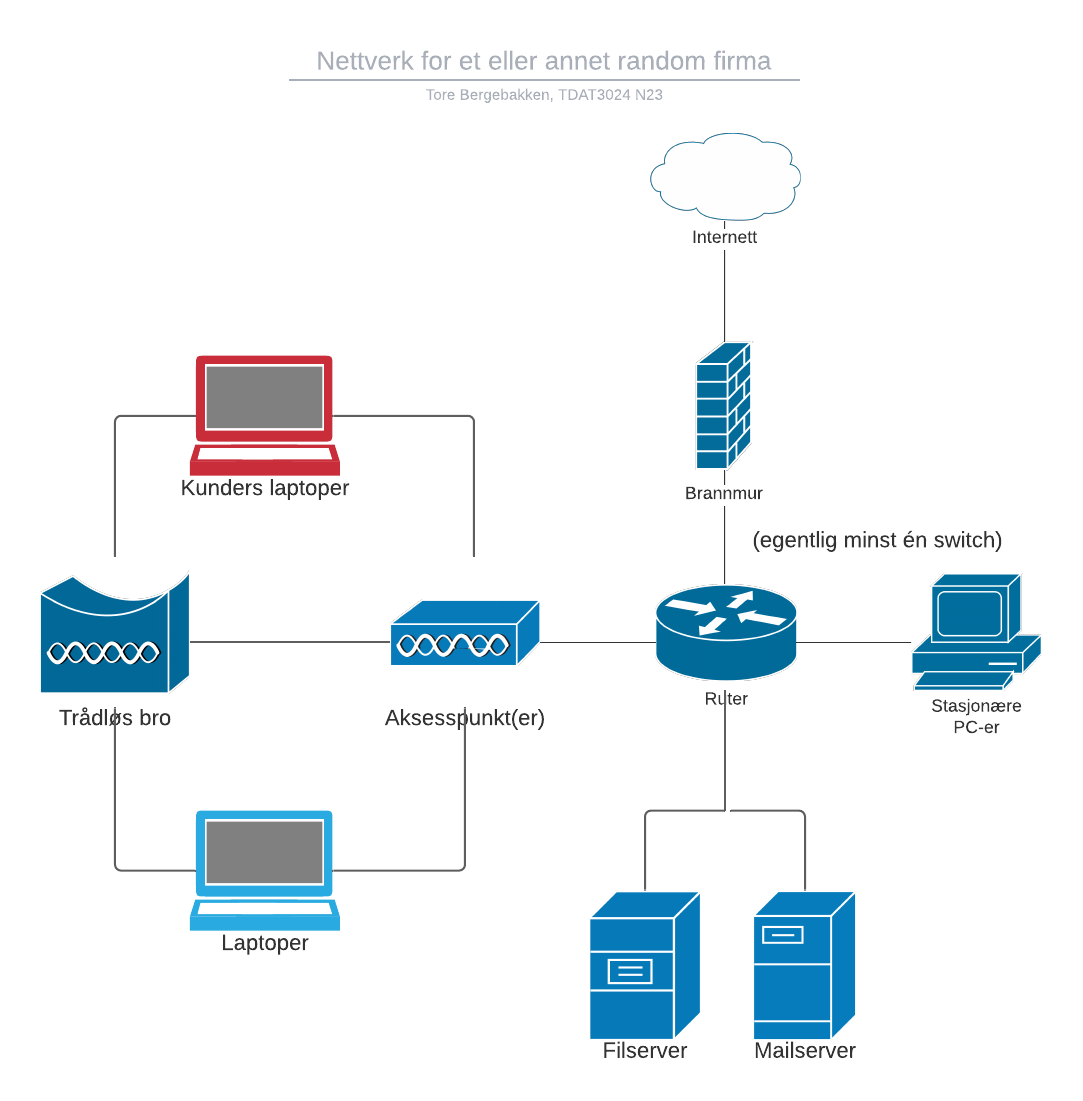 Nettverk for et eller annet random firma
Tore Bergebakken, TDAT3024 N23
Internett
Kunders laptoper
Brannmur
(egentlig minst én switch)
Trådløs bro
Aksesspunkt(er)
Ruter
Stasjonære
PC-er
Laptoper
Filserver
Mailserver